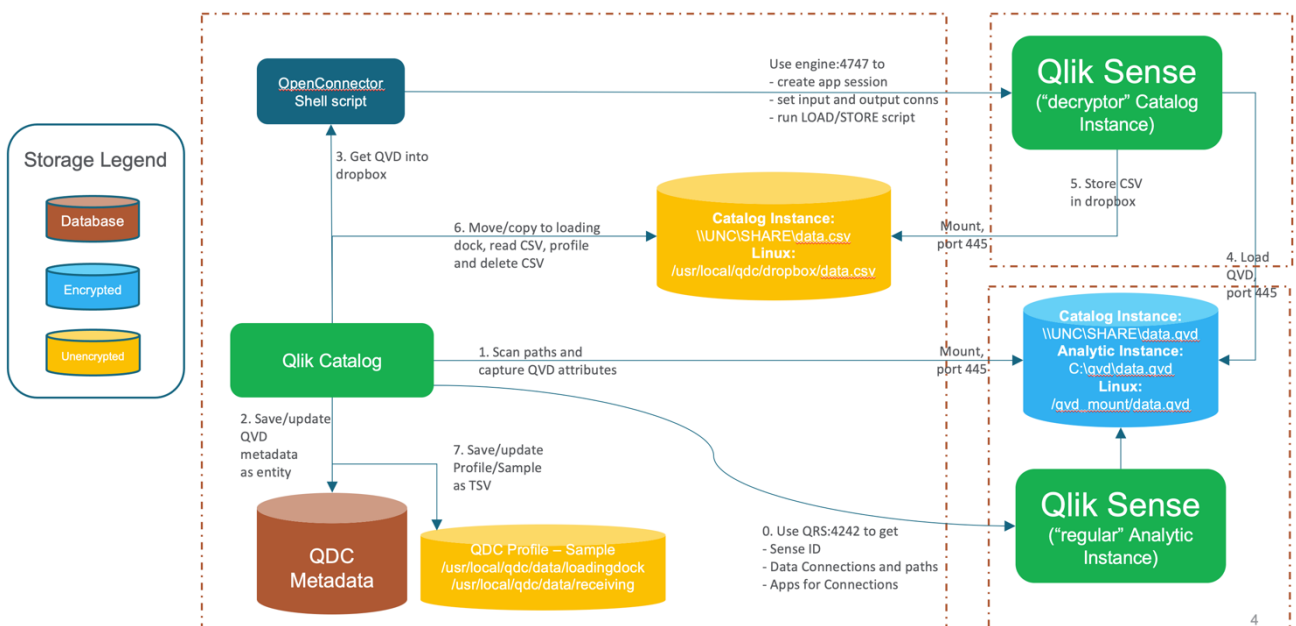 Storage Legend
Database
Encrypted
Unencrypted
OpenConnector
Shell script
3. Get QVD into
dropbox
Use engine:4747 to
- create app session
- set input and output conns
- run LOAD/STORE script
Qlik Sense
("decryptor" Catalog
Instance)
5. Store CSV
in dropbox
4. Load
QVD,
port 445
6. Move/copy to loading
dock, read CSV, profile
and delete CSV
Catalog Instance:
\\UNC\SHARE\data.csv
Linux:
/usr/local/qdc/dropbox/data.csv
Mount,
port 445
Qlik Catalog
1. Scan paths and
capture QVD attributes
Mount,
port 445
Catalog Instance:
\\UNC\SHARE\data.qvd
Analytic Instance:
C:\qvd\data.qvd
Linux:
/qvd_mount/data.qvd
2. Save/update
QVD
metadata
as entity
7. Save/update
Profile/Sample
as TSV
QDC
Metadata
QDC Profile – Sample
/usr/local/qdc/data/loadingdock
/usr/local/qdc/data/receiving
0. Use QRS:4242 to get
- Sense ID
- Data Connections and paths
- Apps for Connections
Qlik Sense
("regular" Analytic
Instance)
4